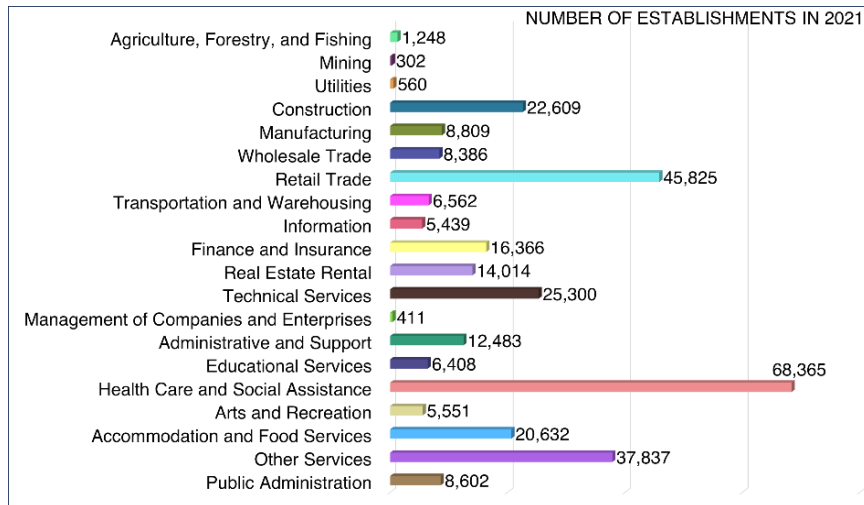 NUMBER OF ESTABLISHMENTS IN 2021
Agriculture, Forestry, and Fishing 1,248
Mining 302
Utilities 560
Construction 22,609
Manufacturing 8,809
Wholesale Trade 8,386
Retail Trade 45,825
Transportation and Warehousing 6,562
Information 5,439
Finance and Insurance 16,366
Real Estate Rental 14,014
Technical Services 25,300
Management of Companies and Enterprises 411
Administrative and Support 12,483
Educational Services 6,408
Health Care and Social Assistance 68,365
Arts and Recreation 5,551
Accommodation and Food Services 20,632
Other Services 37,837
Public Administration 8,602